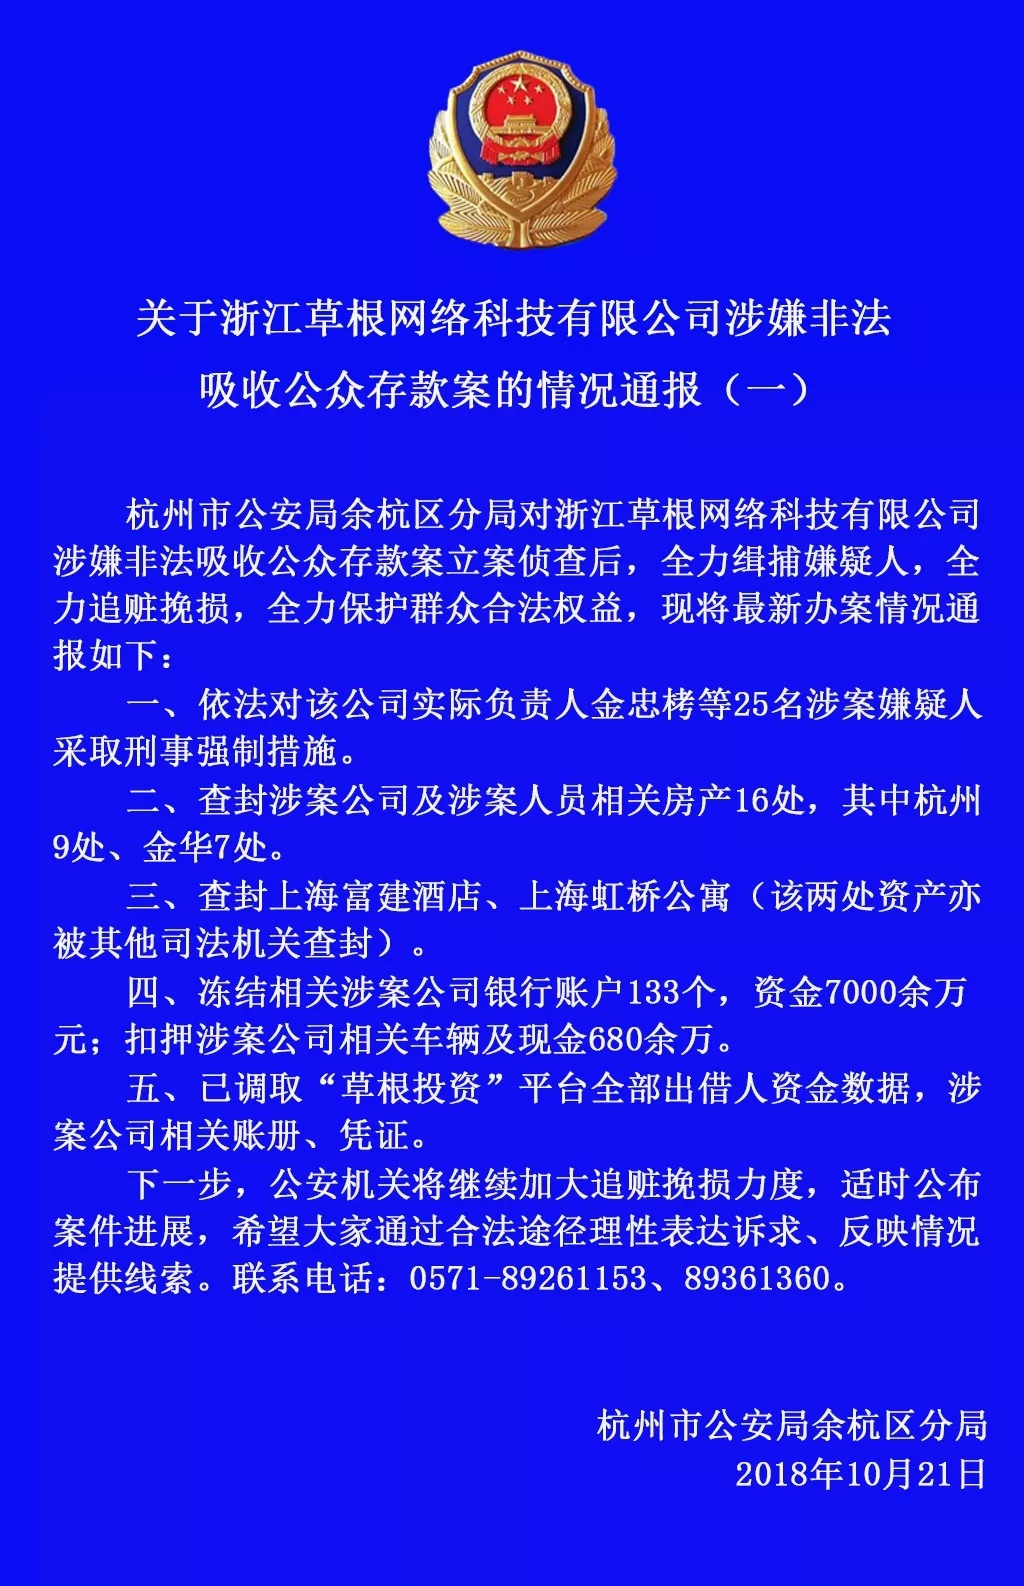 关于浙江草根网络科技有限公司涉嫌非法
吸收公众存款案的情况通报（一）
杭州市公安局余杭区分局对浙江草根网络科技有限公司
涉嫌非法吸收公众存款案立案侦查后，全力缉捕嫌疑人，全
力追赃挽损，全力保护群众合法权益，现将最新办案情况通
报如下：
一、依法对该公司实际负责人金忠栲等25名涉案嫌疑人
采取刑事强制措施。
二、查封涉案公司及涉案人员相关房产16处，其中杭州
9处、金华7处。
三、查封上海富建酒店、上海虹桥公寓（该两处资产亦
被其他司法机关查封）。
四、冻结相关涉案公司银行账户133个，资金7000余万
元；扣押涉案公司相关车辆及现金680余万。
五、已调取“草根投资”平台全部出借人资金数据，涉
案公司相关账册、凭证。
下一步，公安机关将继续加大追赃挽损力度，适时公布
案件进展，希望大家通过合法途径理性表达诉求、反映情况
提供线索。联系电话：0571-89261153、89361360。
杭州市公安局余杭区分局
2018年10月21日